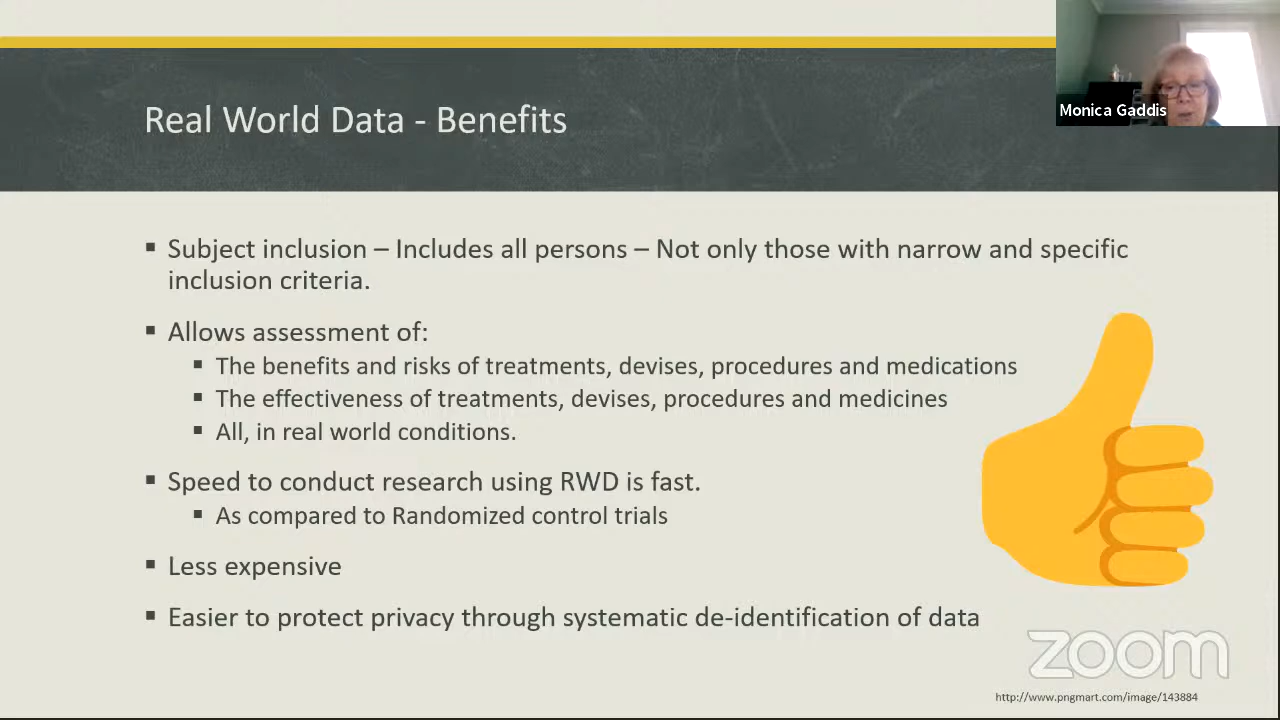 Real World Data - Benefits
Monica Gaddis
▪ Subject inclusion – Includes all persons – Not only those with narrow and specific
inclusion criteria.
▪ Allows assessment of:
▪ The benefits and risks of treatments, devises, procedures and medications
▪ The effectiveness of treatments, devises, procedures and medicines
▪ All, in real world conditions.
▪ Speed to conduct research using RWD is fast.
▪ As compared to Randomized control trials
▪ Less expensive
▪ Easier to protect privacy through systematic de-identification of data
zoom
http://www.pngmart.com/image/143884